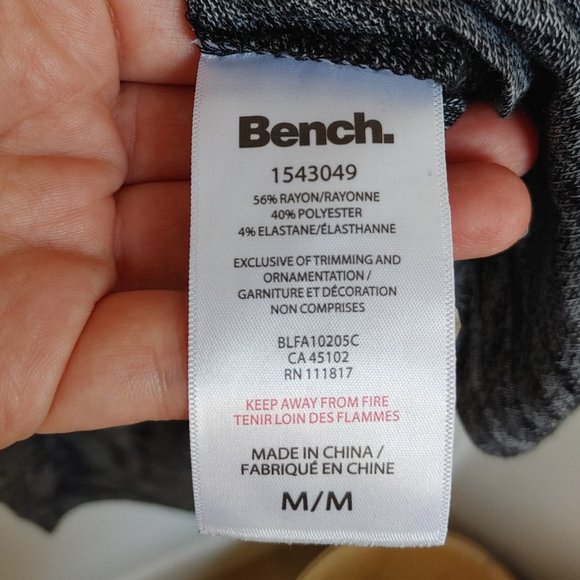 Bench.
1543049
56% RAYON/RAYONNE
40% POLYESTER
4% ELASTANE/ÉLASTHANNE
EXCLUSIVE OF TRIMMING AND
ORNAMENTATION /
GARNITURE ET DÉCORATION
NON COMPRISES
BLFA10205C
CA 45102
RN 111817
KEEP AWAY FROM FIRE
TENIR LOIN DES FLAMMES
MADE IN CHINA /
FABRIQUÉ EN CHINE
M/M